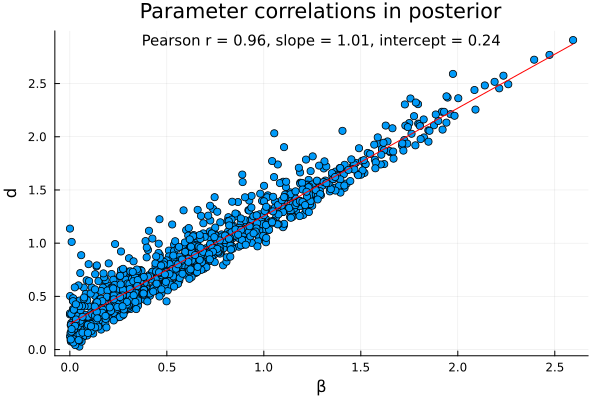 Parameter correlations in posterior
Pearson r = 0.96, slope = 1.01, intercept = 0.24
d
2.5
2.0
1.5
1.0
0.5
0.0
0.0 0.5 1.0 1.5 2.0 2.5
β